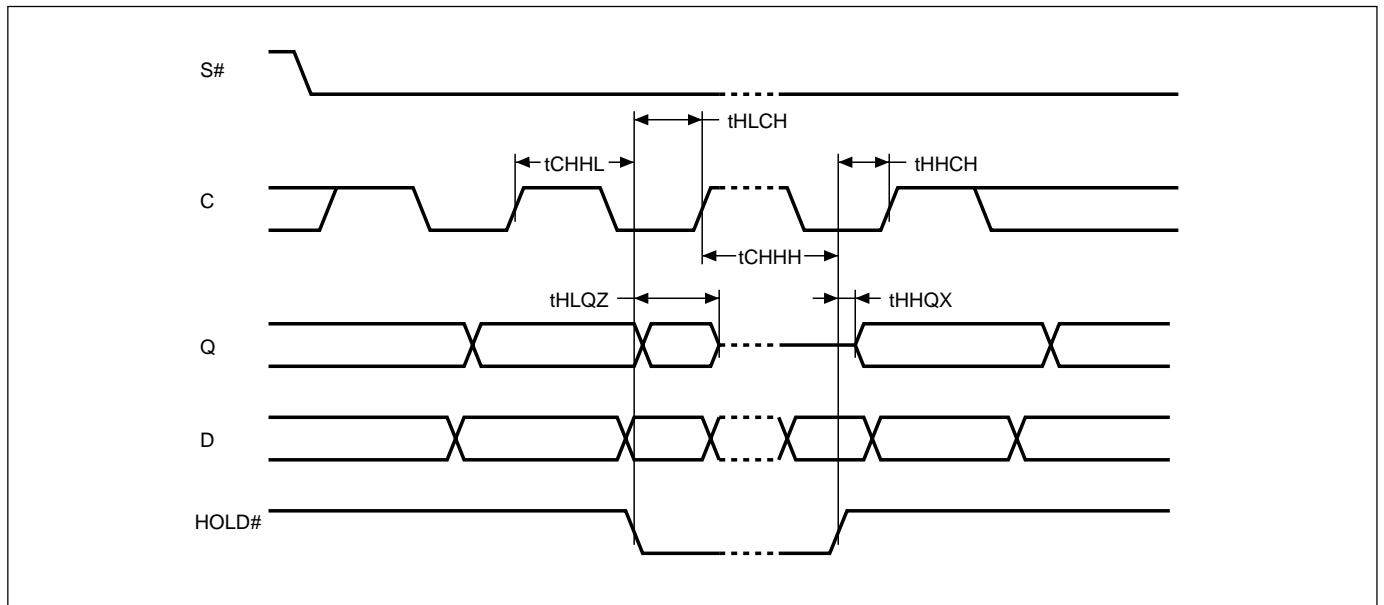 S#
tHLCH
tCHHL
tHHCH
C
tCHHH
tHLQZ
tHHQX
Q
D
HOLD#